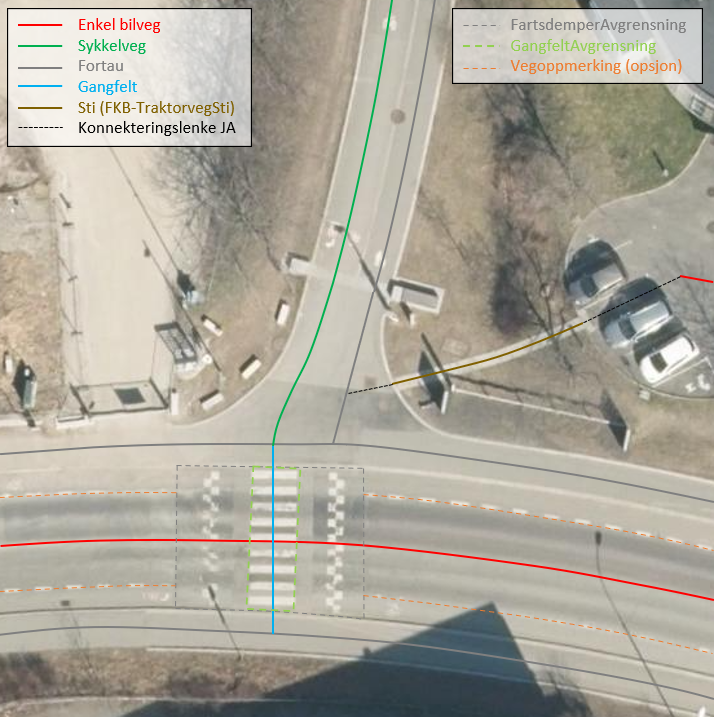 Enkel bilveg
Sykkelveg
Fortau
Gangfelt
Sti (FKB-TraktorvegSti)
Konnekteringslenke JA
FartsdemperAvgrensning
GangfeltAvgrensning
Vegoppmerking (opsjon)